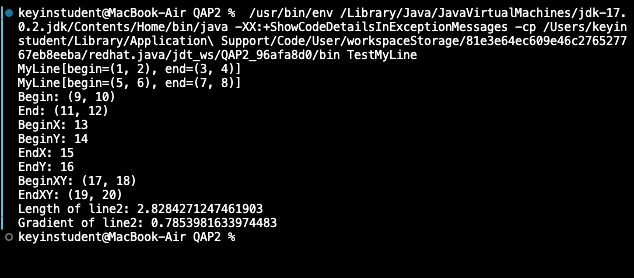 keyinstudent@MacBook-Air QAP2 %  /usr/bin/env /Library/Java/JavaVirtualMachines/jdk-17.
0.2.jdk/Contents/Home/bin/java -XX:+ShowCodeDetailsInExceptionMessages -cp /Users/keyin
student/Library/Application\ Support/Code/User/workspaceStorage/81e3e64ec609e46c2765277
67eb8eeba/redhat.java/jdt_ws/QAP2_96afa8d0/bin TestMyLine
MyLine[begin=(1, 2), end=(3, 4)]
MyLine[begin=(5, 6), end=(7, 8)]
Begin: (9, 10)
End: (11, 12)
BeginX: 13
BeginY: 14
EndX: 15
EndY: 16
BeginXY: (17, 18)
EndXY: (19, 20)
Length of line2: 2.8284271247461903
Gradient of line2: 0.7853981633974483
keyinstudent@MacBook-Air QAP2 %